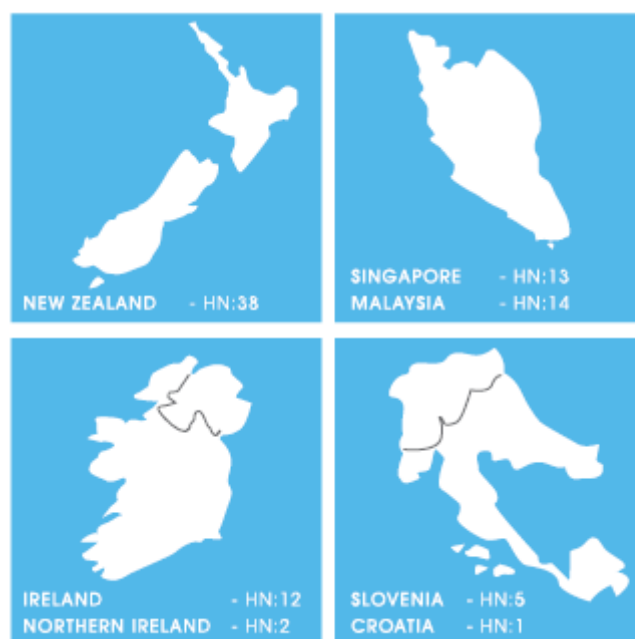 NEW ZEALAND - HN:38
SINGAPORE - HN:13
MALAYSIA - HN:14
IRELAND - HN:12
NORTHERN IRELAND - HN:2
SLOVENIA - HN:5
CROATIA - HN:1